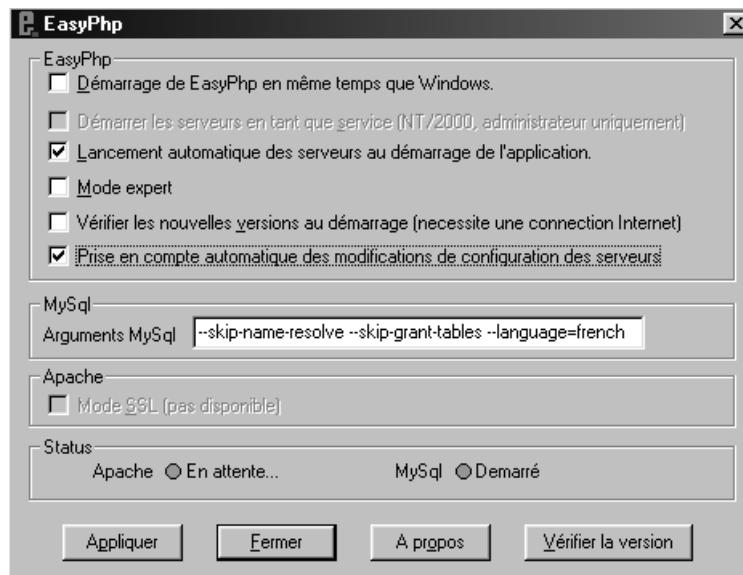 EasyPhp
EasyPhp
Démarrage de EasyPhp en même temps que Windows.
Démarrer les serveurs en tant que service (NT/2000, administrateur uniquement)
Lancement automatique des serveurs au démarrage de l'application.
Mode expert
Vérifier les nouvelles versions au démarrage (necessite une connection Internet)
Prise en compte automatique des modifications de configuration des serveurs
MySql
Arguments MySql --skip-name-resolve --skip-grant-tables --language=french
Apache
Mode SSL (pas disponible)
Status
Apache En attente... MySql Demarré
Appliquer Fermer A propos Vérifier la version